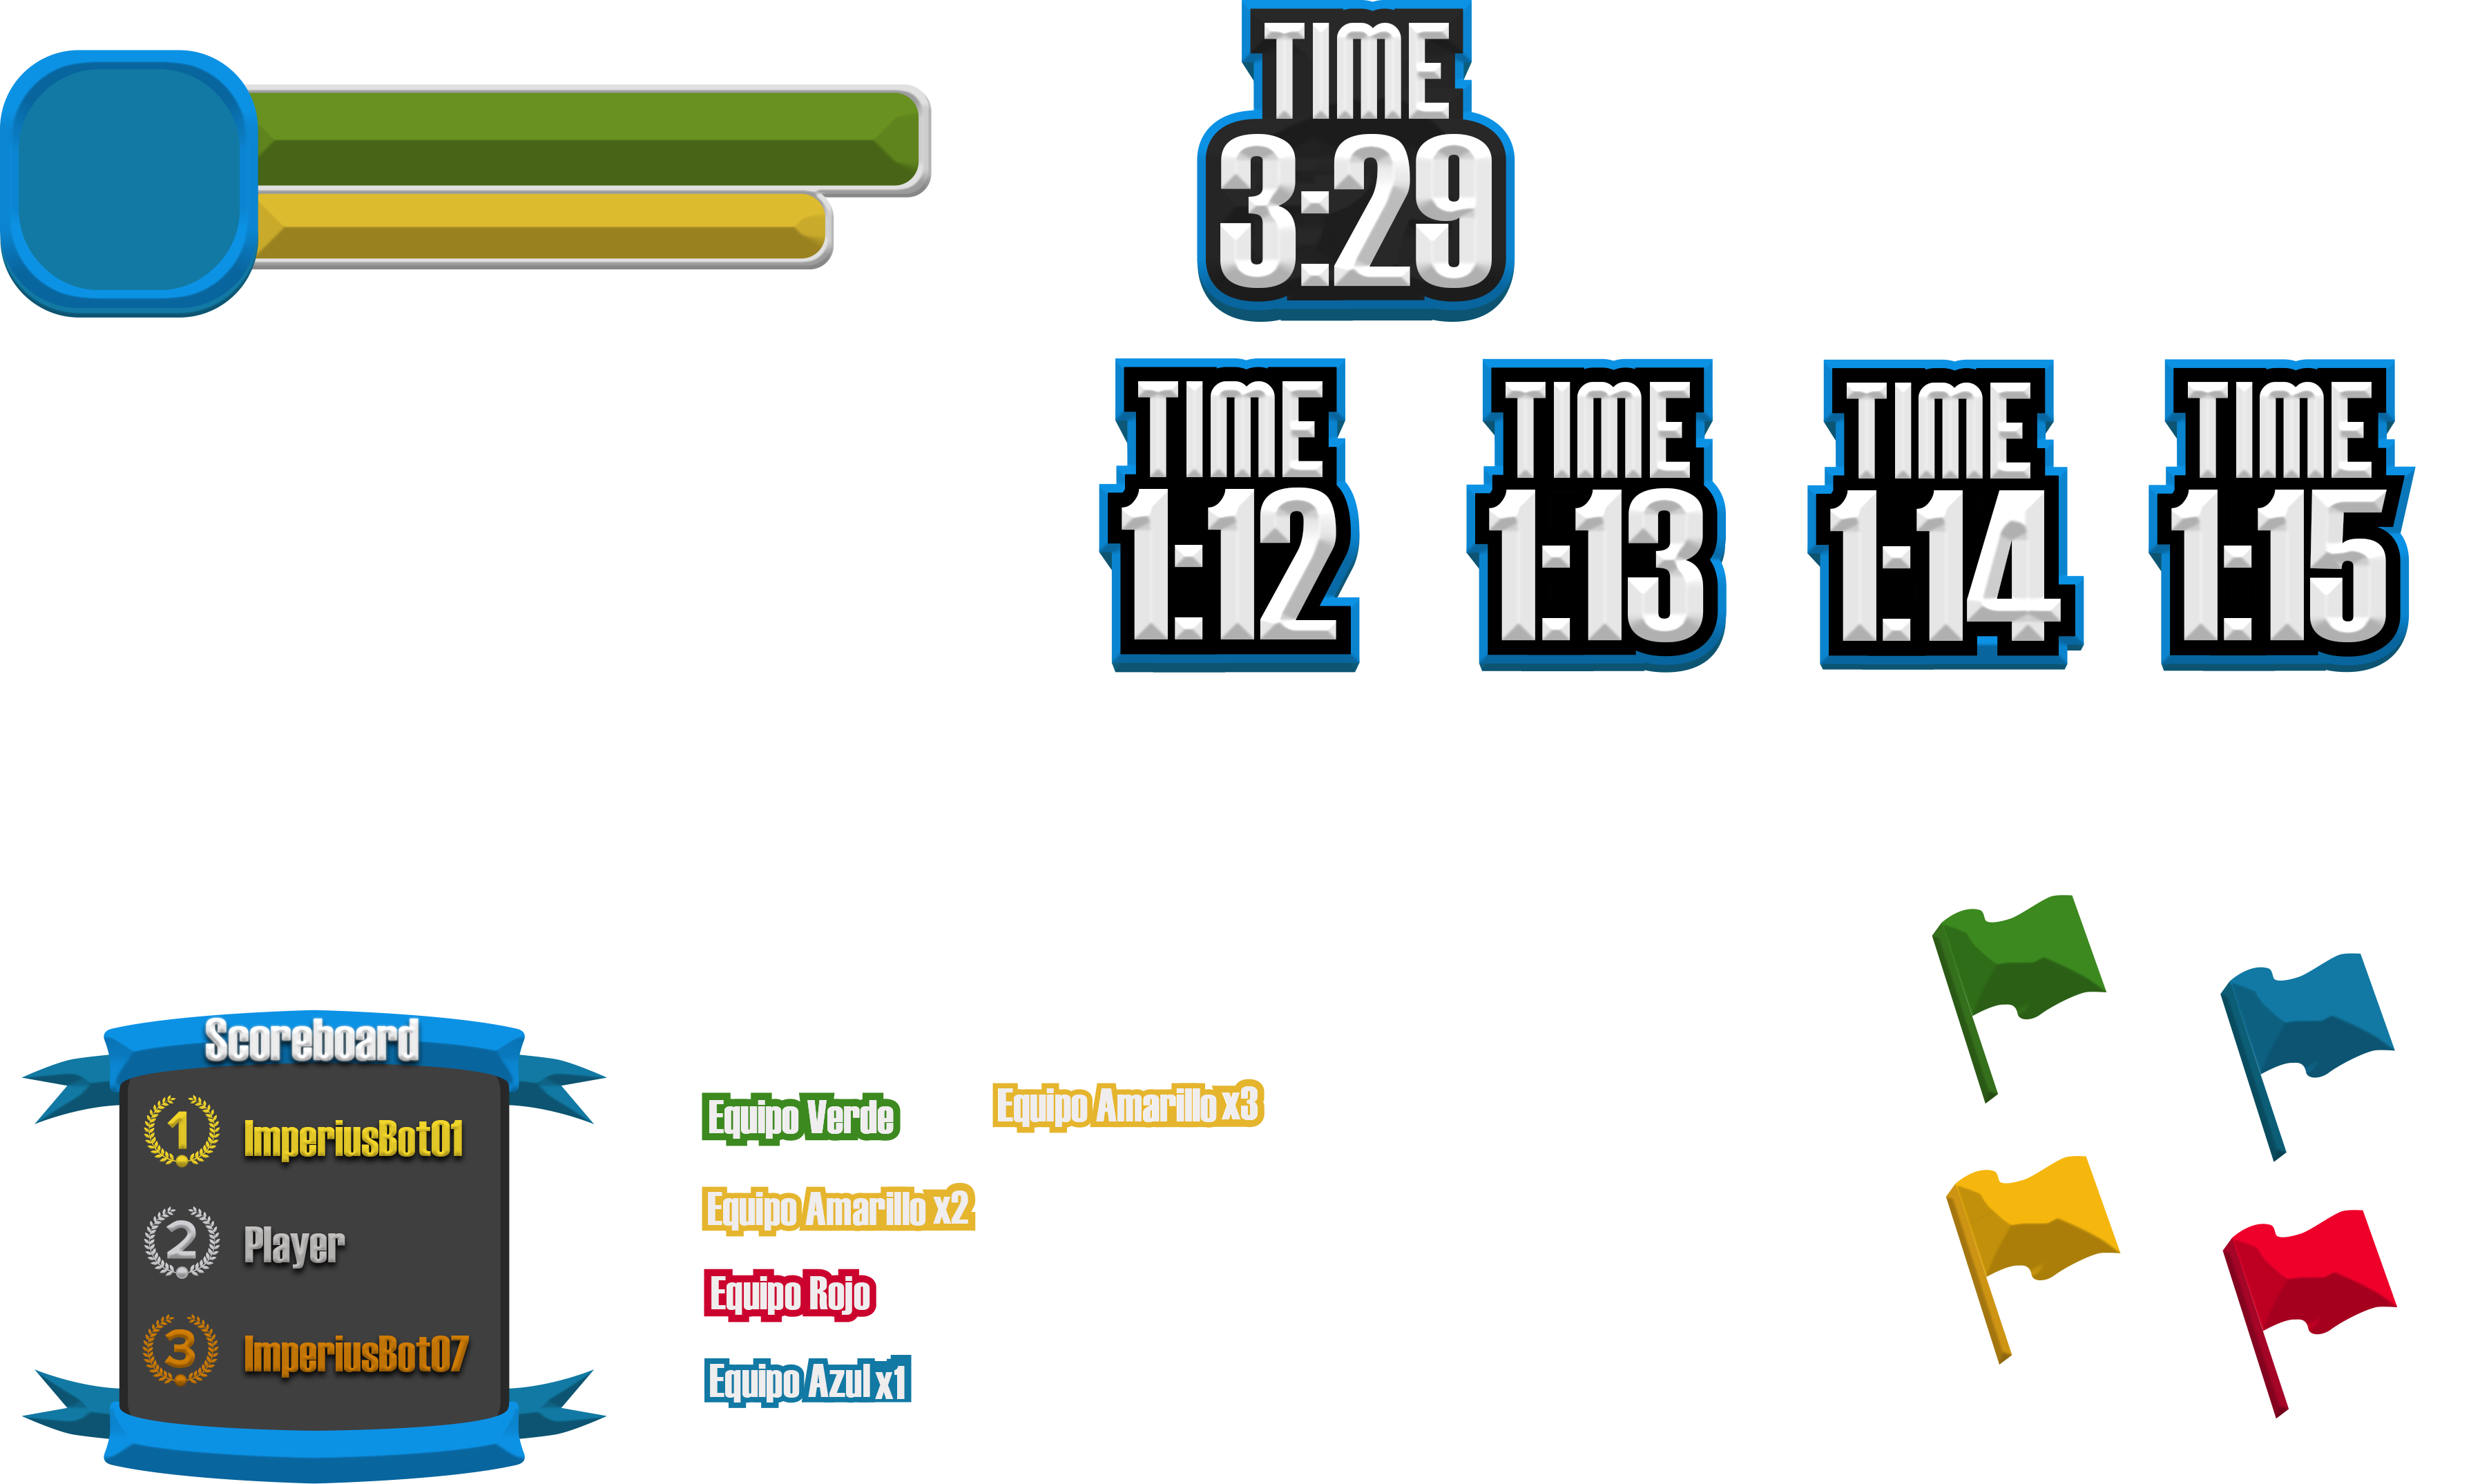 TIME
3:29
TIME
1:12
TIME
1:13
TIME
1:14
TIME
1:15
Scoreboard
1 ImperiusBot01
2 Player
3 ImperiusBot07
Equipo Verde
Equipo Amarillo x3
Equipo Amarillo x2
Equipo Rojo
Equipo Azul x1